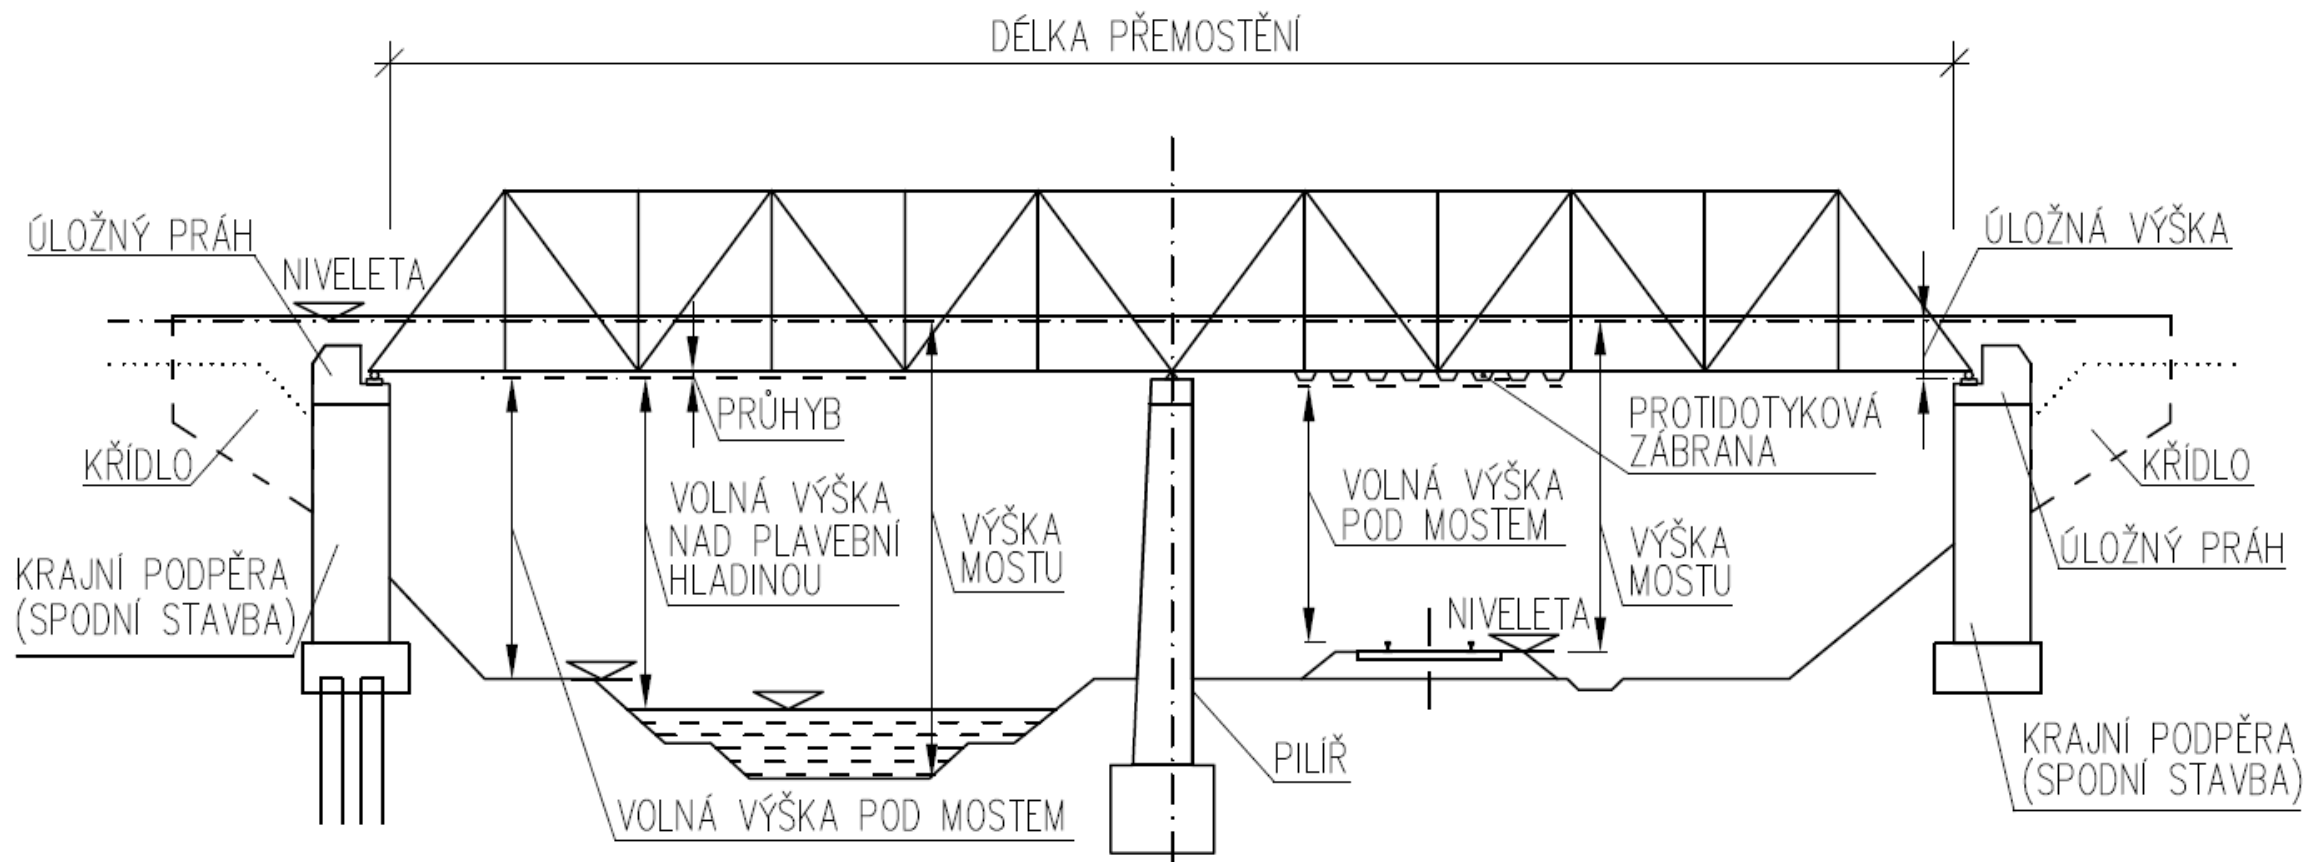 DÉLKA PŘEMOSTĚNÍ
ÚLOŽNÝ PRÁH
NIVELETA
ÚLOŽNÁ VÝŠKA
PRŮHYB
PROTIDOTYKOVÁ
ZÁBRANA
KŘÍDLO
KŘÍDLO
VOLNÁ VÝŠKA
NAD PLAVEBNÍ
HLADINOU
VÝŠKA
MOSTU
VOLNÁ VÝŠKA
POD MOSTEM
VÝŠKA
MOSTU
ÚLOŽNÝ PRÁH
KRAJNÍ PODPĚRA
(SPODNÍ STAVBA)
NIVELETA
PILÍŘ
KRAJNÍ PODPĚRA
(SPODNÍ STAVBA)
VOLNÁ VÝŠKA POD MOSTEM